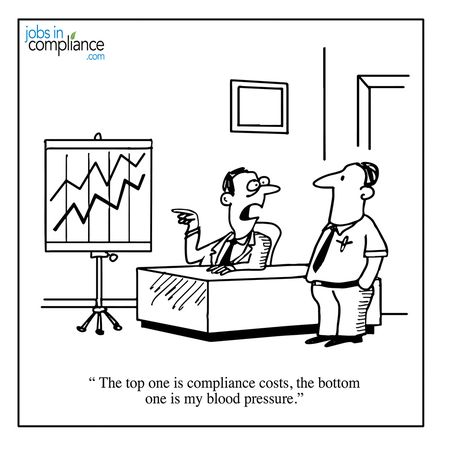 jobs in
compliance
.com
“ The top one is compliance costs, the bottom
one is my blood pressure.”